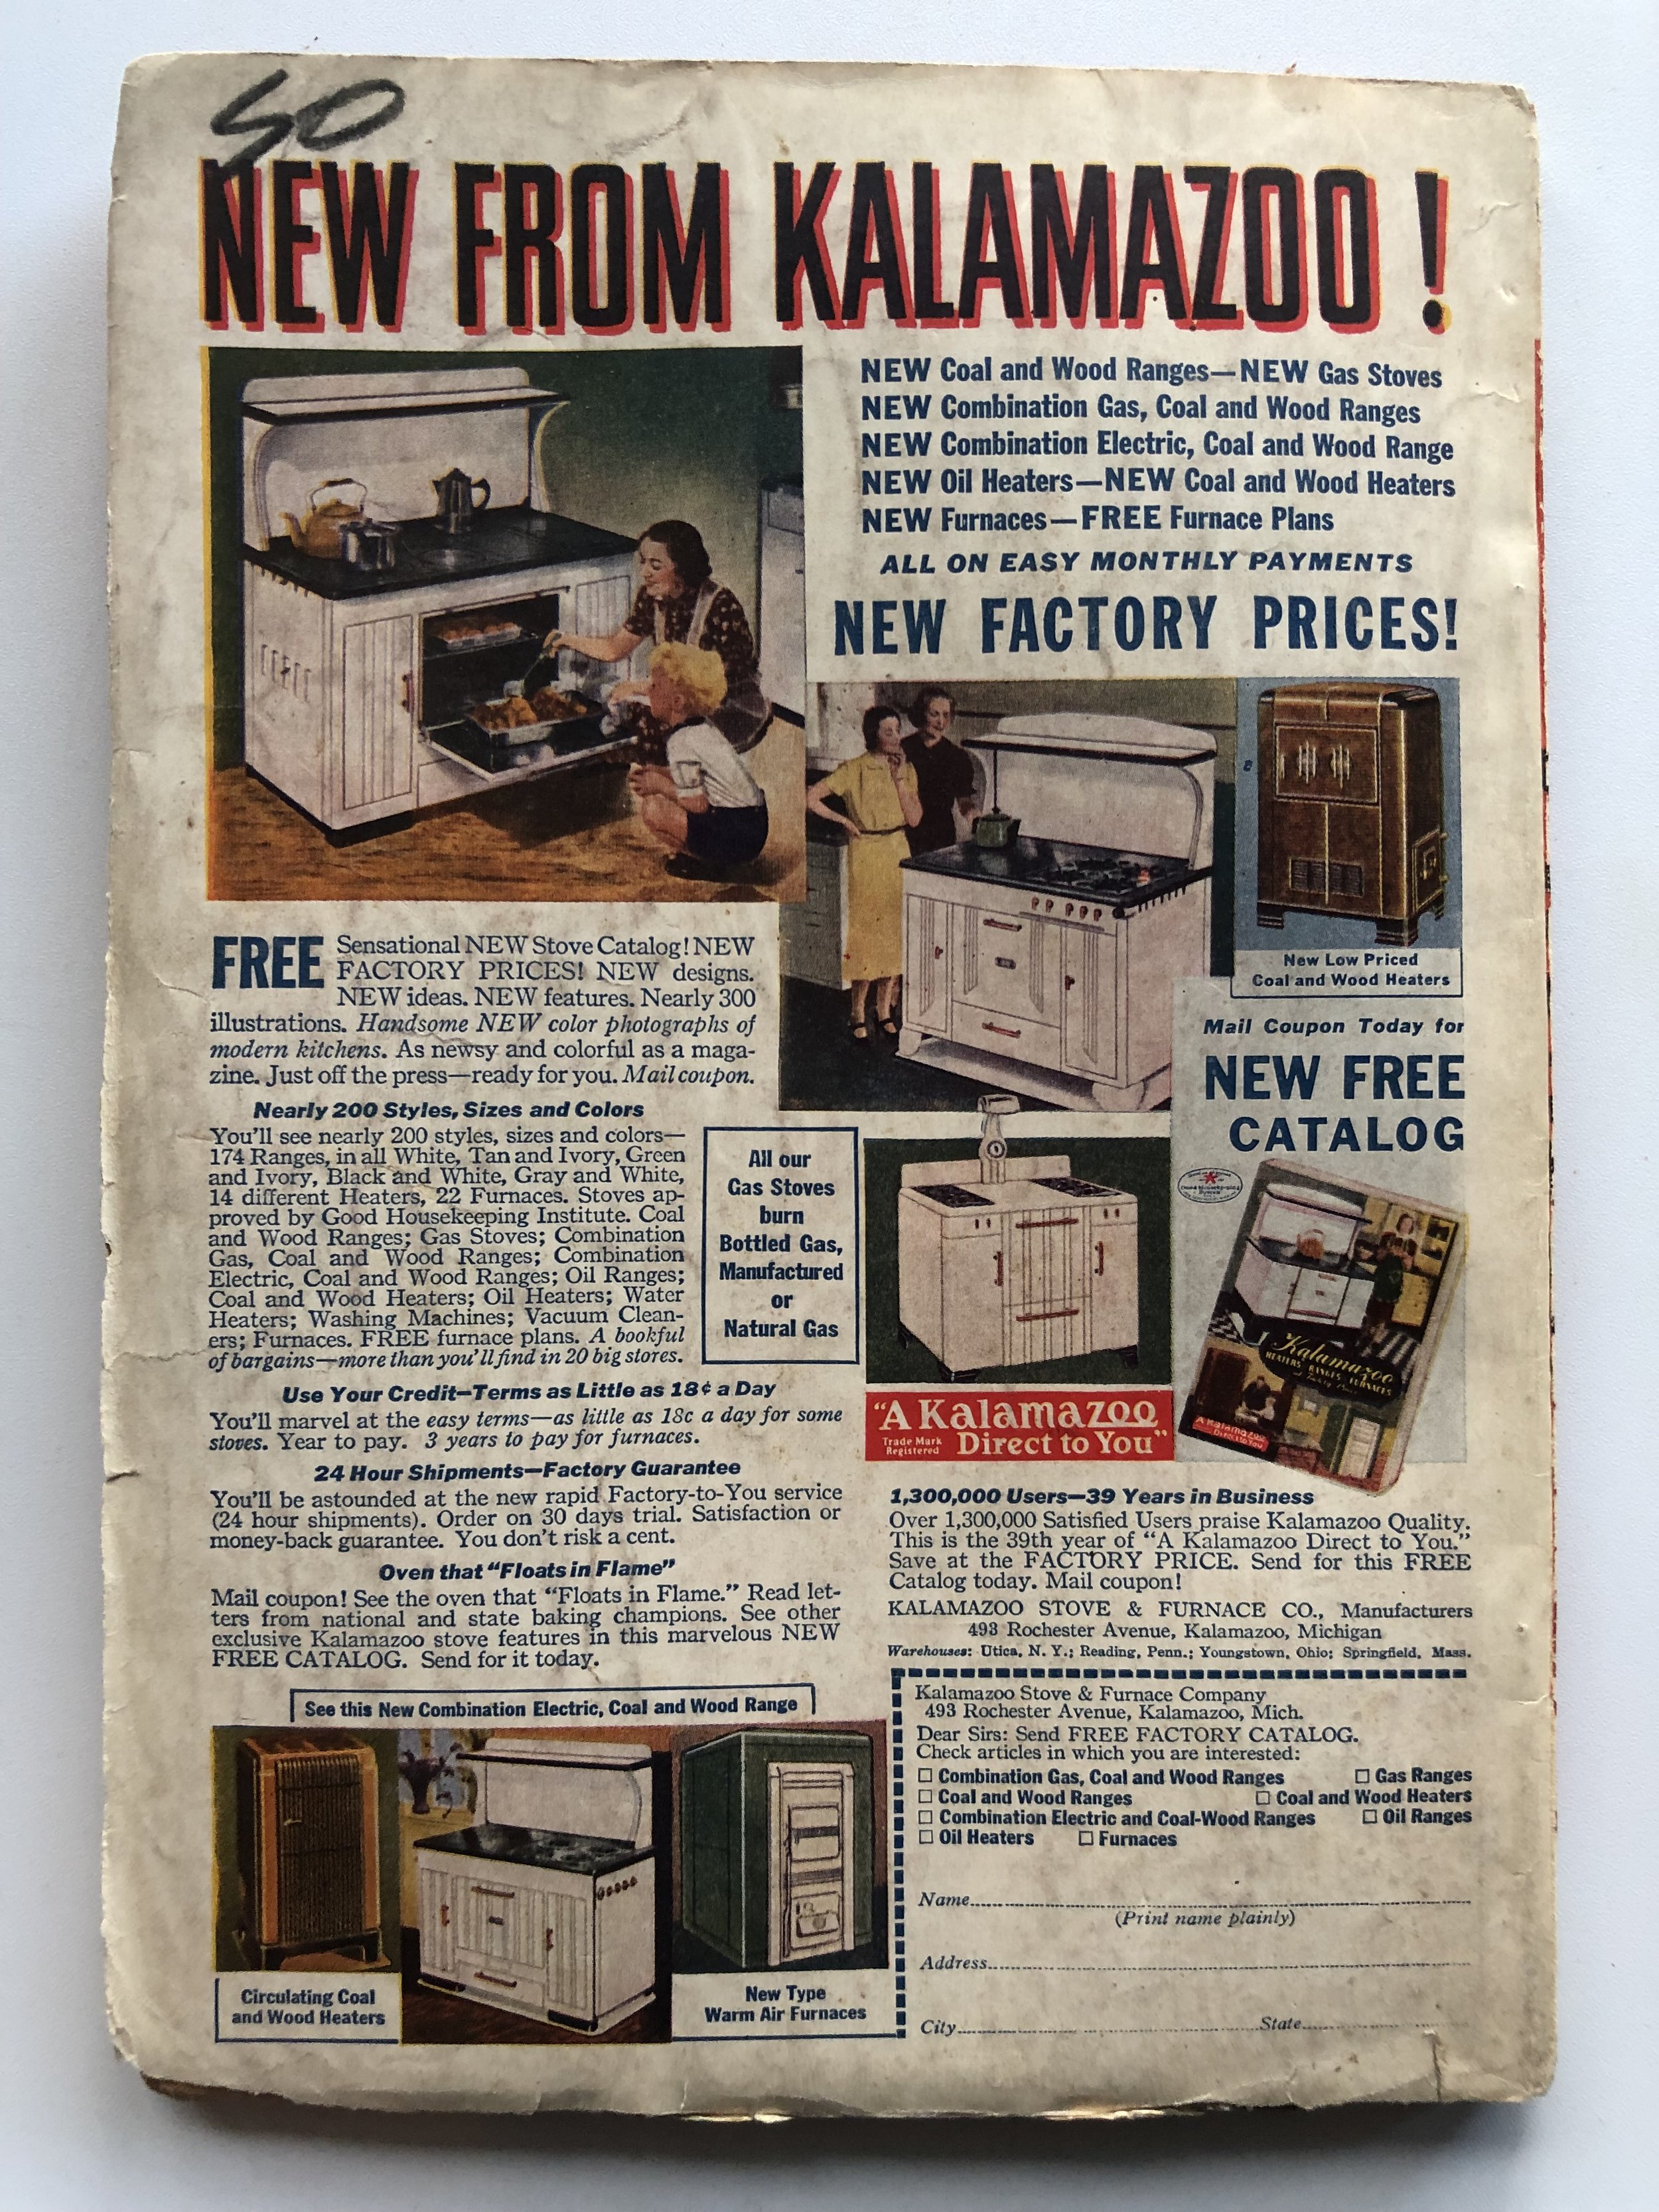 50
NEW FROM KALAMAZOO!
NEW Coal and Wood Ranges—NEW Gas Stoves
NEW Combination Gas, Coal and Wood Ranges
NEW Combination Electric, Coal and Wood Range
NEW Oil Heaters—NEW Coal and Wood Heaters
NEW Furnaces—FREE Furnace Plans
ALL ON EASY MONTHLY PAYMENTS
NEW FACTORY PRICES!
New Low Priced
Coal and Wood Heaters
FREE Sensational NEW Stove Catalog! NEW
FACTORY PRICES! NEW designs.
NEW ideas. NEW features. Nearly 300
illustrations. Handsome NEW color photographs of
modern kitchens. As newsy and colorful as a maga-
zine. Just off the press—ready for you. Mail coupon.
Nearly 200 Styles, Sizes and Colors
You'll see nearly 200 styles, sizes and colors—
174 Ranges, in all White, Tan and Ivory, Green
and Ivory, Black and White, Gray and White,
14 different Heaters, 22 Furnaces. Stoves ap-
proved by Good Housekeeping Institute. Coal
and Wood Ranges; Gas Stoves; Combination
Gas, Coal and Wood Ranges; Combination
Electric, Coal and Wood Ranges; Oil Ranges;
Coal and Wood Heaters; Oil Heaters; Water
Heaters; Washing Machines; Vacuum Clean-
ers; Furnaces. FREE furnace plans. A bookful
of bargains—more than you'll find in 20 big stores.
All our
Gas Stoves
burn
Bottled Gas,
Manufactured
or
Natural Gas
Use Your Credit—Terms as Little as 18¢ a Day
You'll marvel at the easy terms—as little as 18c a day for some
stoves. Year to pay. 3 years to pay for furnaces.
24 Hour Shipments—Factory Guarantee
You'll be astounded at the new rapid Factory-to-You service
(24 hour shipments). Order on 30 days trial. Satisfaction or
money-back guarantee. You don't risk a cent.
Oven that "Floats in Flame"
Mail coupon! See the oven that "Floats in Flame." Read let-
ters from national and state baking champions. See other
exclusive Kalamazoo stove features in this marvelous NEW
FREE CATALOG. Send for it today.
See this New Combination Electric, Coal and Wood Range
Circulating Coal
and Wood Heaters
New Type
Warm Air Furnaces
Mail Coupon Today for
NEW FREE
CATALOG
Kalamazoo
HEATERS RANGES FURNACES
A Kalamazoo
Direct to You
"A Kalamazoo
Trade Mark
Registered
Direct to You"
1,300,000 Users—39 Years in Business
Over 1,300,000 Satisfied Users praise Kalamazoo Quality.
This is the 39th year of "A Kalamazoo Direct to You."
Save at the FACTORY PRICE. Send for this FREE
Catalog today. Mail coupon!
KALAMAZOO STOVE & FURNACE CO., Manufacturers
493 Rochester Avenue, Kalamazoo, Michigan
Warehouses: Utica, N. Y.; Reading, Penn.; Youngstown, Ohio; Springfield, Mass.
Kalamazoo Stove & Furnace Company
493 Rochester Avenue, Kalamazoo, Mich.
Dear Sirs: Send FREE FACTORY CATALOG.
Check articles in which you are interested:
☐ Combination Gas, Coal and Wood Ranges ☐ Gas Ranges
☐ Coal and Wood Ranges ☐ Coal and Wood Heaters
☐ Combination Electric and Coal-Wood Ranges ☐ Oil Ranges
☐ Oil Heaters ☐ Furnaces
Name
(Print name plainly)
Address
City State